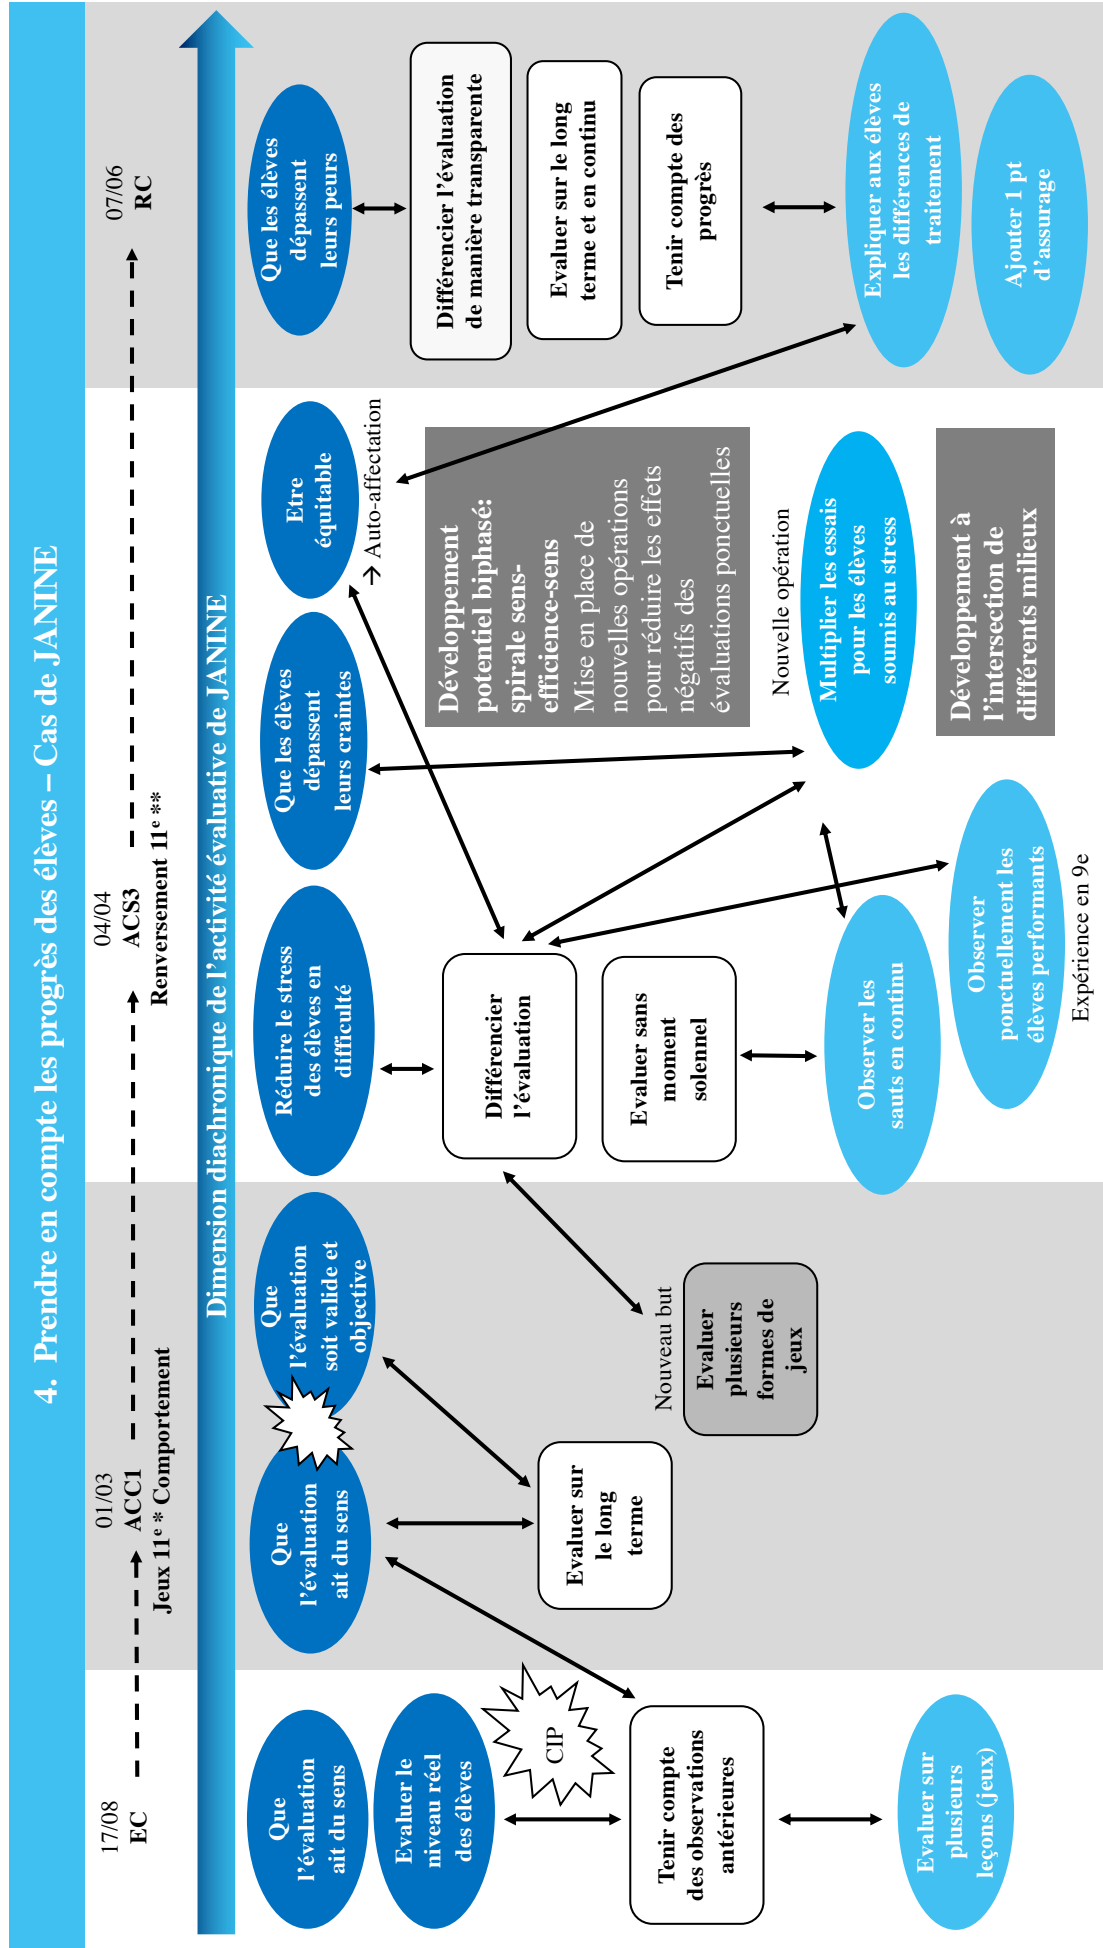 4. Prendre en compte les progrès des élèves – Cas de JANINE
17/08
EC
01/03
ACC1
Jeux 11e * Comportement
04/04
ACS3
Renversement 11e **
07/06
RC
Dimension diachronique de l'activité évaluative de JANINE
Que
l'évaluation
ait du sens
Evaluer le
niveau réel
des élèves
CIP
Tenir compte
des observations
antérieures
Evaluer sur
plusieurs
leçons (jeux)
Que
l'évaluation
ait du sens
Que
l'évaluation
soit valide et
objective
Evaluer sur
le long
terme
Nouveau but
Evaluer
plusieurs
formes de
jeux
Réduire le stress
des élèves en
difficulté
Que les élèves
dépassent
leurs craintes
Etre
équitable
→ Auto-affectation
Différencier
l'évaluation
Evaluer sans
moment
solennel
Développement
potentiel biphasé:
spirale sens-
efficience-sens
Mise en place de
nouvelles opérations
pour réduire les effets
négatifs des
évaluations ponctuelles
Nouvelle opération
Multiplier les essais
pour les élèves
soumis au stress
Observer les
sauts en continu
Observer
ponctuellement les
élèves performants
Expérience en 9e
Développement à
l'intersection de
différents milieux
Que les élèves
dépassent
leurs peurs
Différencier l'évaluation
de manière transparente
Evaluer sur le long
terme et en continu
Tenir compte des
progrès
Expliquer aux élèves
les différences de
traitement
Ajouter 1 pt
d'assurage